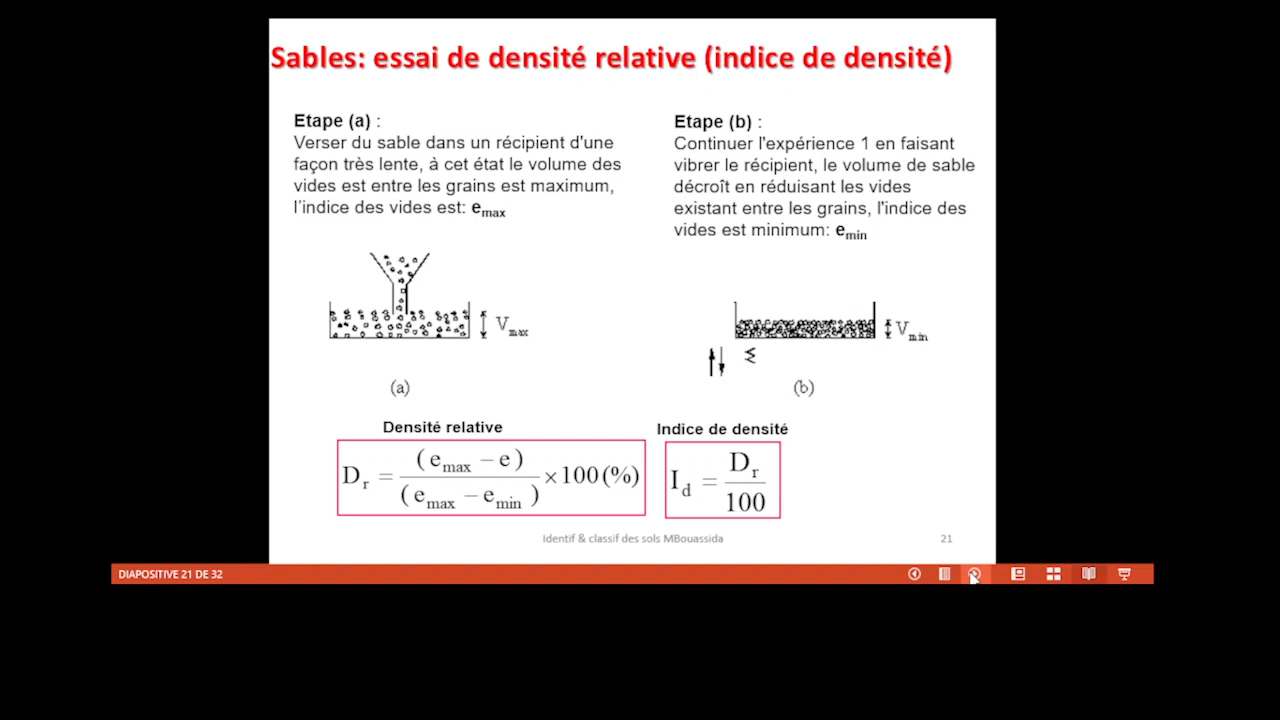 Sables: essai de densité relative (indice de densité)
Etape (a) :
Verser du sable dans un récipient d'une
façon très lente, à cet état le volume des
vides est entre les grains est maximum,
l'indice des vides est: emax
Etape (b) :
Continuer l'expérience 1 en faisant
vibrer le récipient, le volume de sable
décroît en réduisant les vides
existant entre les grains, l'indice des
vides est minimum: emin
Vmax
(a)
Vmin
(b)
Densité relative
Dr = (emax − e) / (emax − emin) ×100(%)
Indice de densité
Id = Dr / 100
Identif & classif des sols MBouassida
21
DIAPOSITIVE 21 DE 32